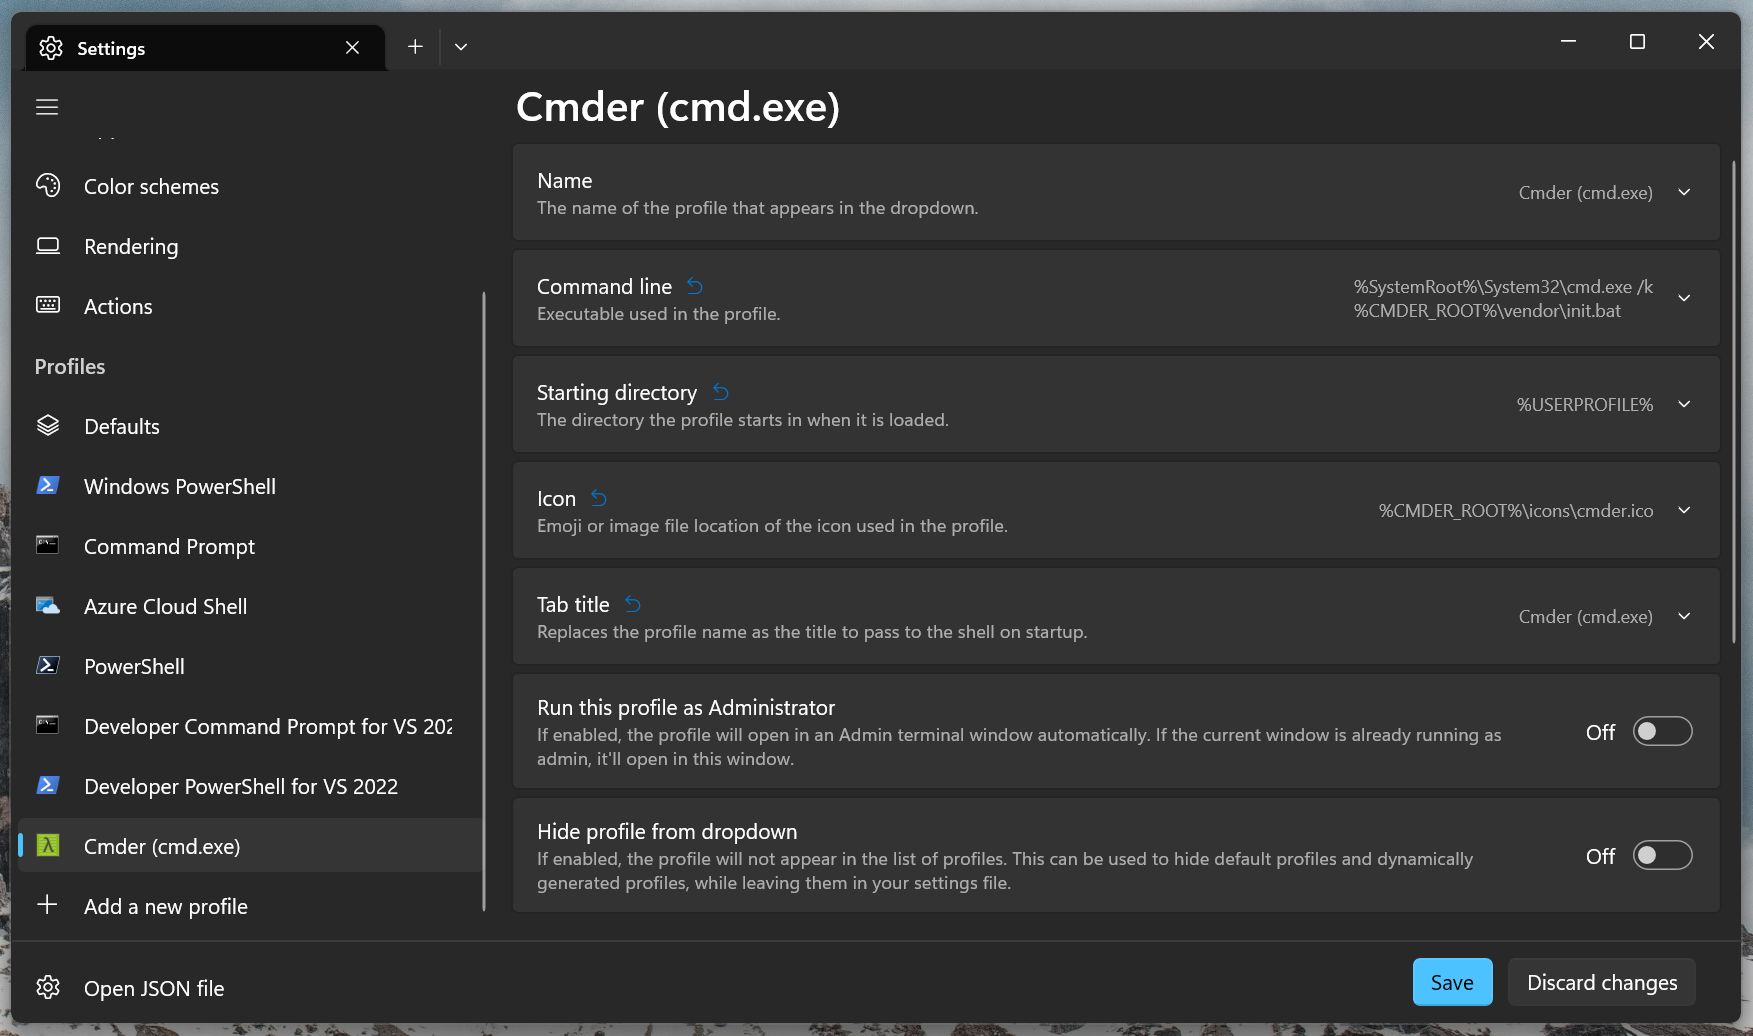 Settings
Color schemes
Rendering
Actions
Profiles
Defaults
Windows PowerShell
Command Prompt
Azure Cloud Shell
PowerShell
Developer Command Prompt for VS 202
Developer PowerShell for VS 2022
Cmder (cmd.exe)
Add a new profile
Open JSON file
Cmder (cmd.exe)
Name
The name of the profile that appears in the dropdown.
Cmder (cmd.exe)
Command line
Executable used in the profile.
%SystemRoot%\System32\cmd.exe /k
%CMDER_ROOT%\vendor\init.bat
Starting directory
The directory the profile starts in when it is loaded.
%USERPROFILE%
Icon
Emoji or image file location of the icon used in the profile.
%CMDER_ROOT%\icons\cmder.ico
Tab title
Replaces the profile name as the title to pass to the shell on startup.
Cmder (cmd.exe)
Run this profile as Administrator
If enabled, the profile will open in an Admin terminal window automatically. If the current window is already running as
admin, it'll open in this window.
Off
Hide profile from dropdown
If enabled, the profile will not appear in the list of profiles. This can be used to hide default profiles and dynamically
generated profiles, while leaving them in your settings file.
Off
Save
Discard changes